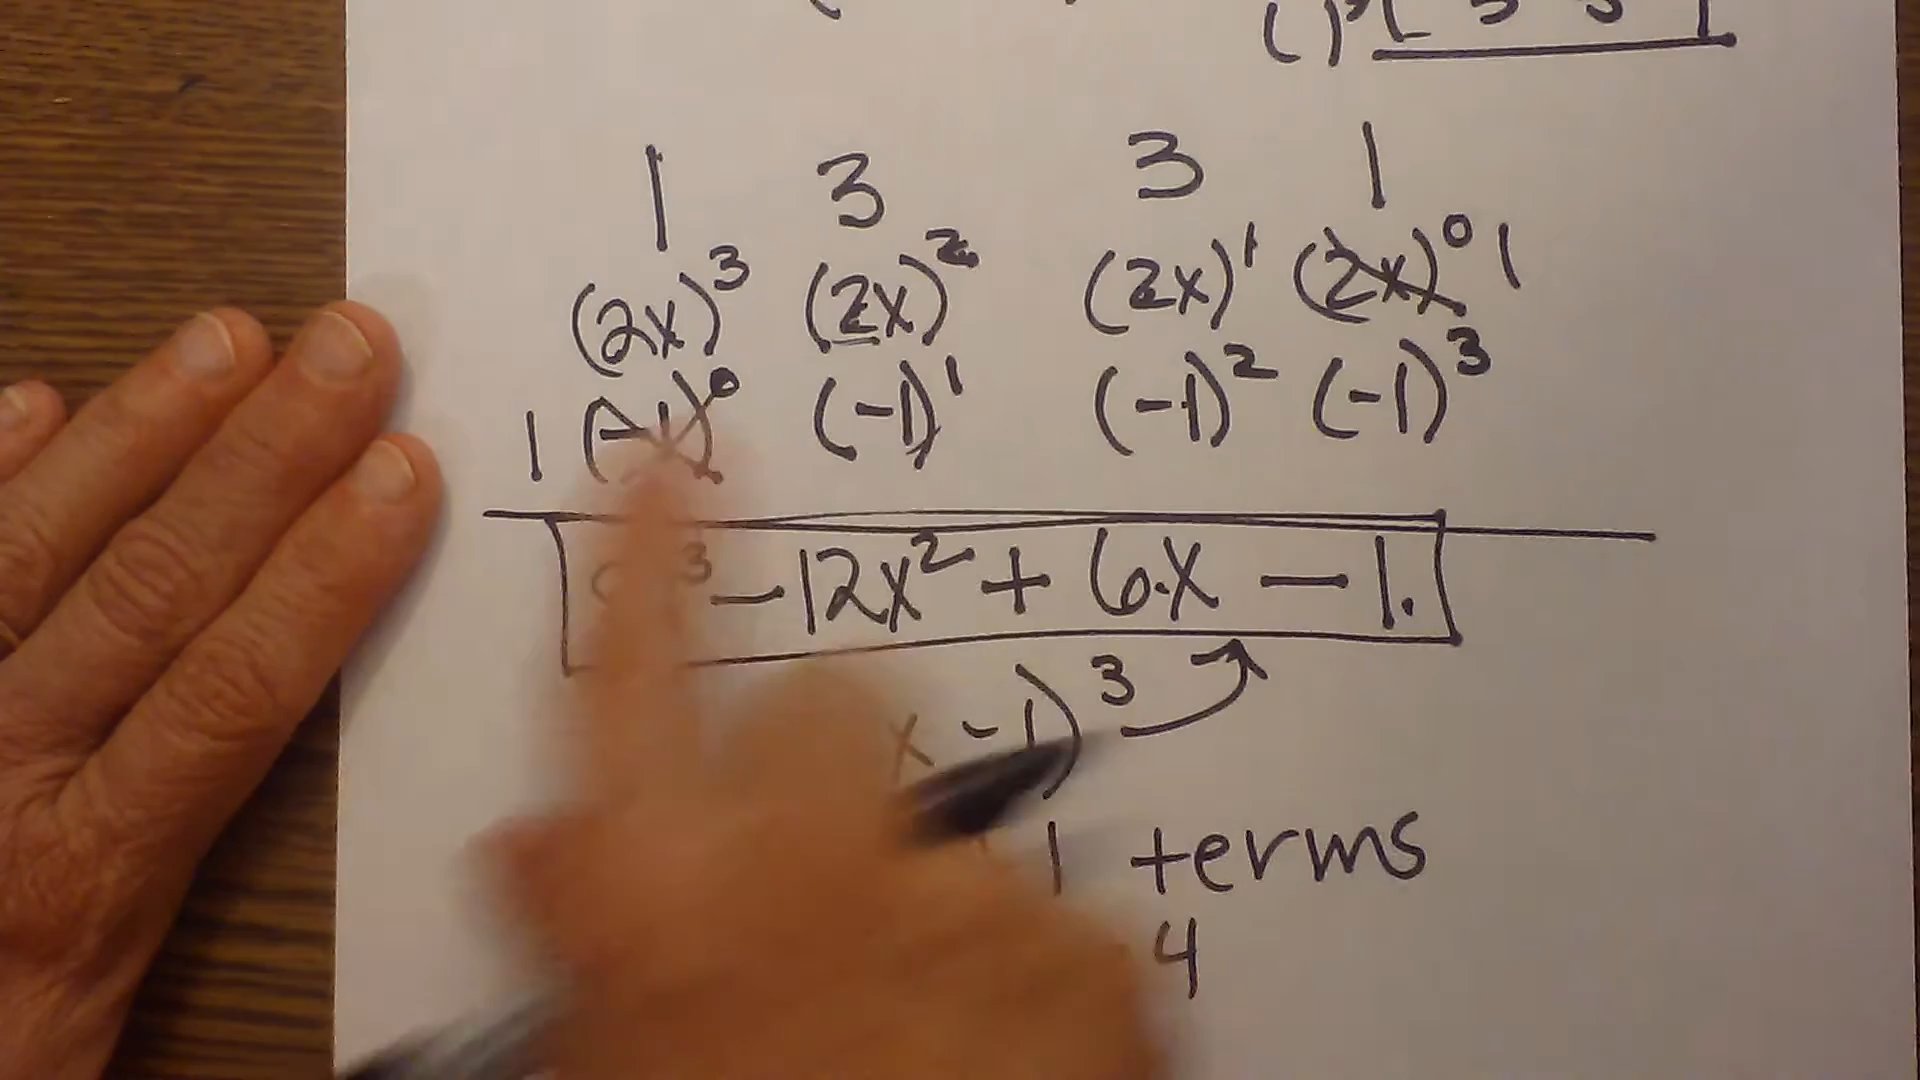 1 3 3 1
(2x)³ (2x)² (2x)¹ (2x)⁰ 1
1 (-1)⁰ (-1)¹ (-1)² (-1)³
³ - 12x² + 6x - 1.
x - 1)³
1 terms
4